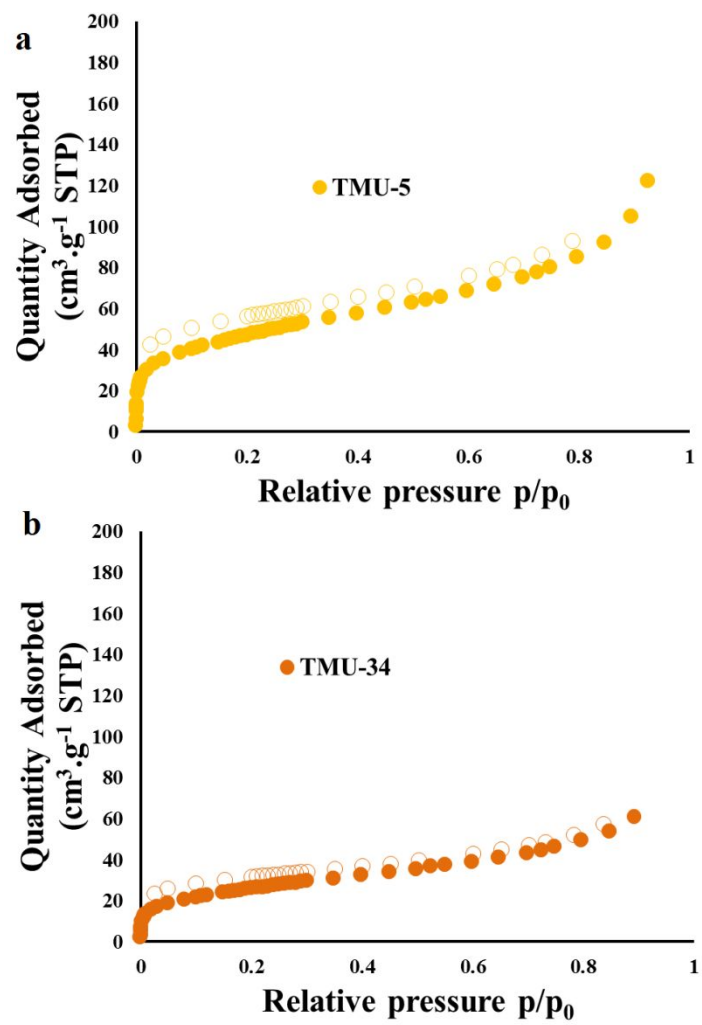 a
200
180
160
140
120
100
80
60
40
20
0
Quantity Adsorbed
((cm³.g⁻¹ STP)
TMU-5
0 0.2 0.4 0.6 0.8 1
Relative pressure p/p₀
b
200
180
160
140
120
100
80
60
40
20
0
Quantity Adsorbed
(cm³.g⁻¹ STP)
TMU-34
0 0.2 0.4 0.6 0.8 1
Relative pressure p/p₀